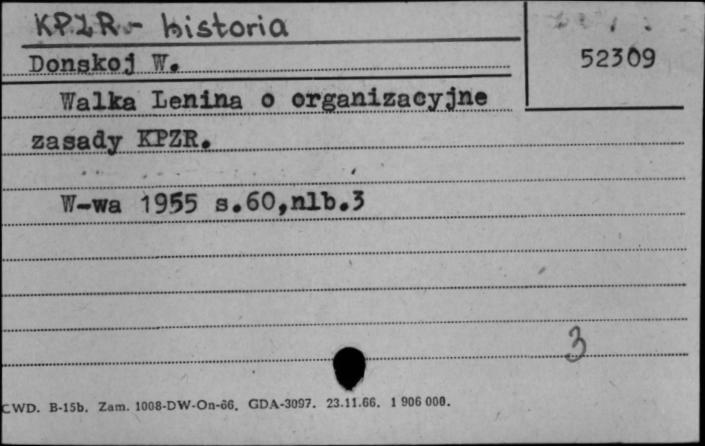 KPZR - historia
52309
Donskoj W.
Walka Lenina o organizacyjne
zasady KPZR.
W-wa 1955 s.60,nlb.3
3
CWD. B-15b. Zam. 1008-DW-On-66. GDA-3097. 23.11.66. 1 906 000.